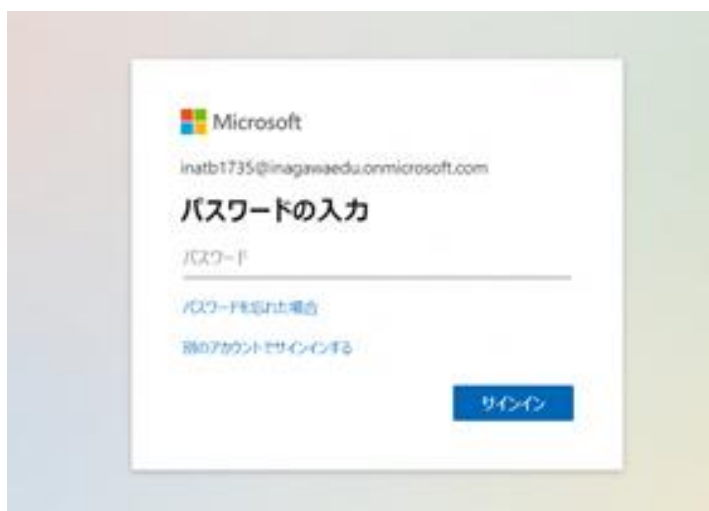 Microsoft
inatb1735@inagawaedu.onmicrosoft.com
パスワードの入力
パスワード
パスワードを忘れた場合
別のアカウントでサインインする
サインイン